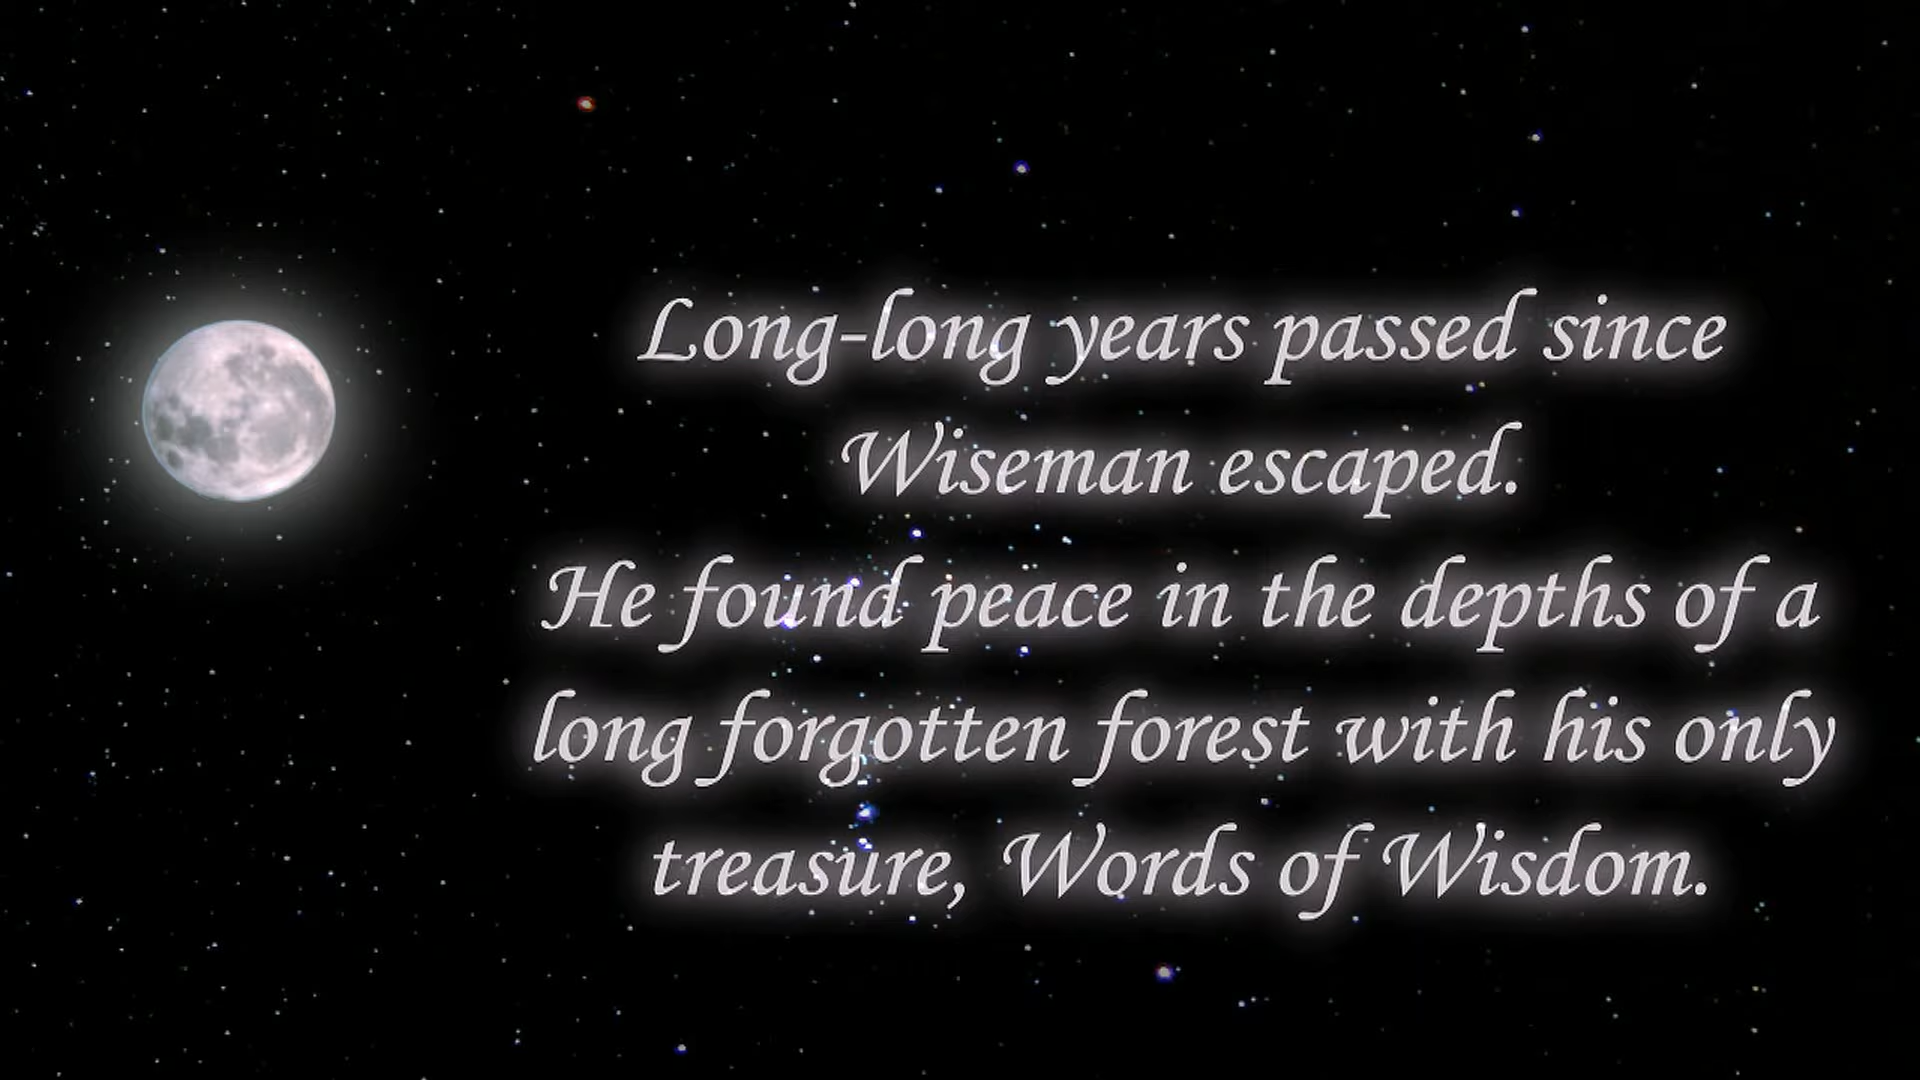 Long-long years passed since
Wiseman escaped.
He found peace in the depths of a
long forgotten forest with his only
treasure, Words of Wisdom.